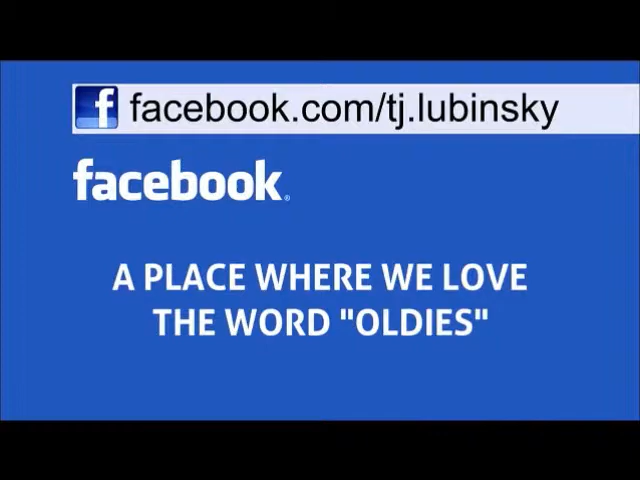 f facebook.com/tj.lubinsky
facebook®
A PLACE WHERE WE LOVE
THE WORD "OLDIES"